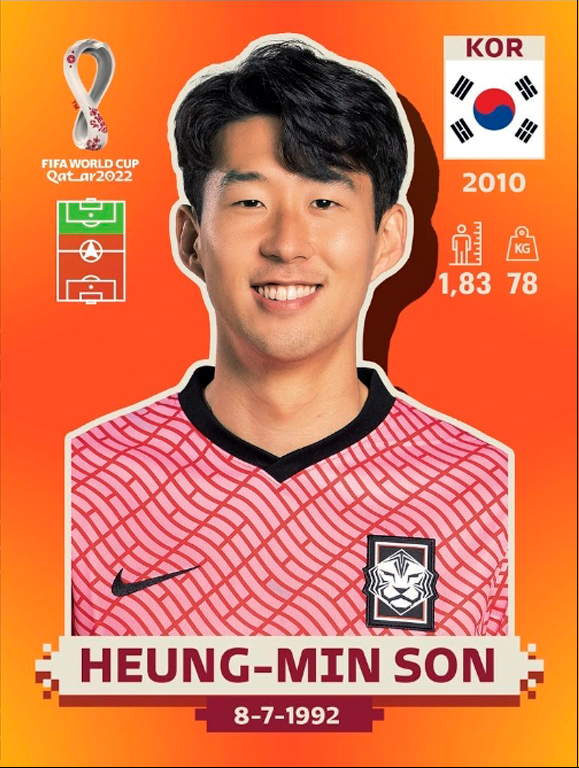 KOR
FIFA WORLD CUP
Qatar2022
2010
KG
1,83 78
HEUNG-MIN SON
8-7-1992